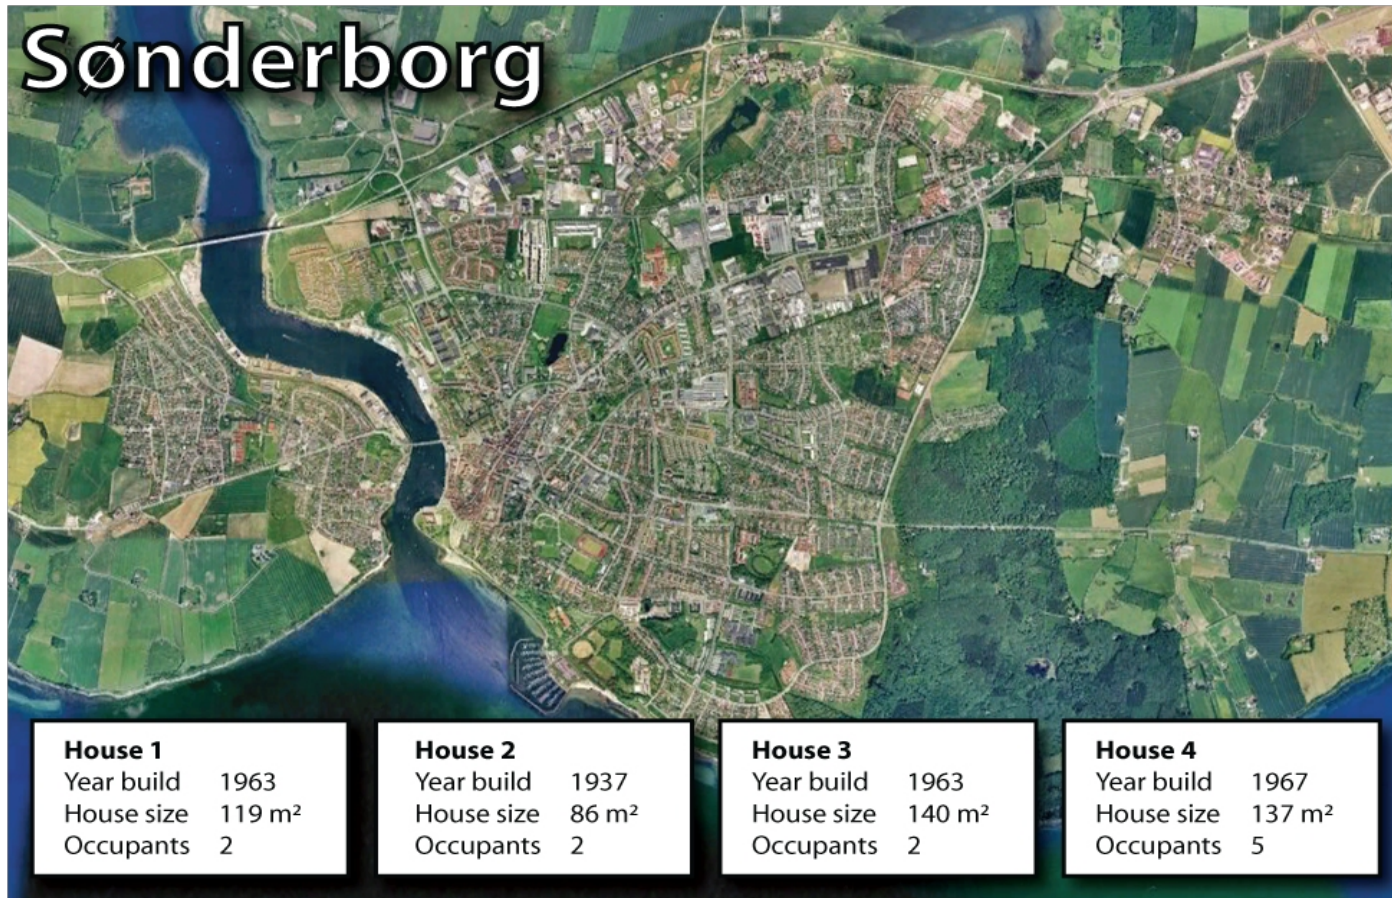 Sønderborg
House 1
Year build 1963
House size 119 m²
Occupants 2
House 2
Year build 1937
House size 86 m²
Occupants 2
House 3
Year build 1963
House size 140 m²
Occupants 2
House 4
Year build 1967
House size 137 m²
Occupants 5